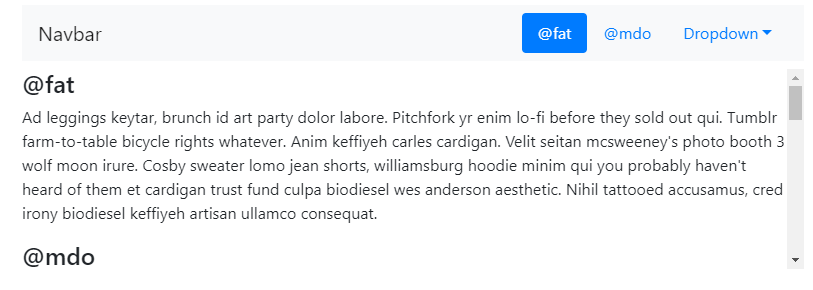 Navbar @fat @mdo Dropdown
@fat
Ad leggings keytar, brunch id art party dolor labore. Pitchfork yr enim lo-fi before they sold out qui. Tumblr
farm-to-table bicycle rights whatever. Anim keffiyeh carles cardigan. Velit seitan mcsweeney's photo booth 3
wolf moon irure. Cosby sweater lomo jean shorts, williamsburg hoodie minim qui you probably haven't
heard of them et cardigan trust fund culpa biodiesel wes anderson aesthetic. Nihil tattooed accusamus, cred
irony biodiesel keffiyeh artisan ullamco consequat.
@mdo